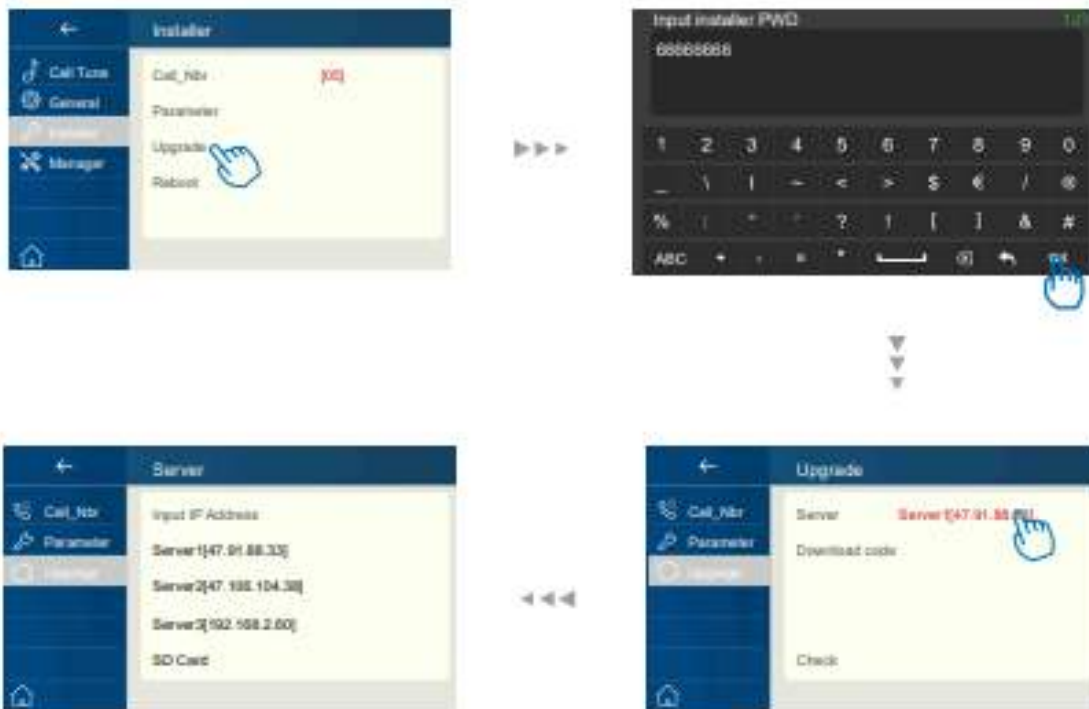 Installer
Call Tune
General
Installer
Manager
Call_Nbr
Parameter
Upgrade
Reboot
Input installer PWD
1 2 3 4 5 6 7 8 9 0
_ \ | ~ < > $ € / @
% : ? ! [ ] & #
ABC
Upgrade
Call_Nbr
Parameter
Upgrade
Server
Download code
Check
Server
Call_Nbr
Parameter
Upgrade
Input IP Address
Server1[47.91.88.33]
Server2[47.106.104.38]
Server3[192.168.2.60]
SD Card